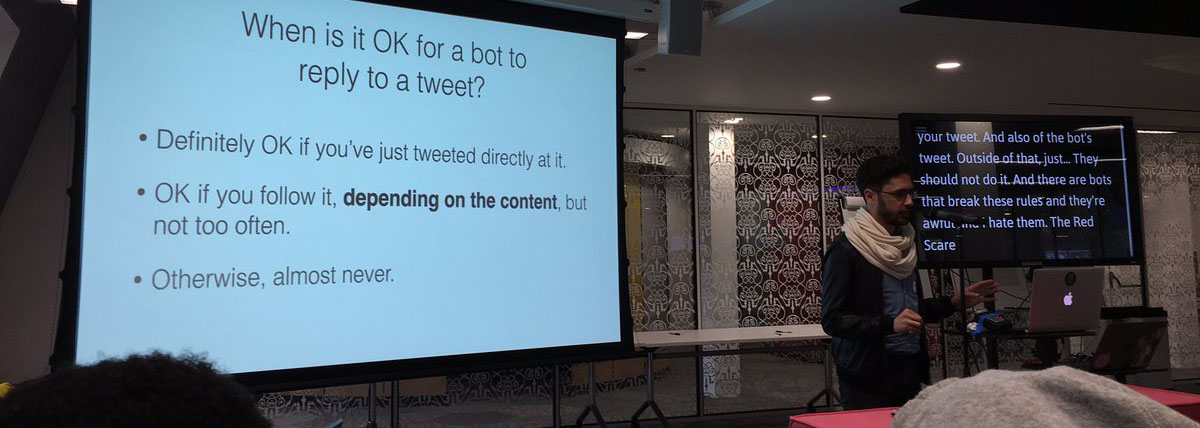 When is it OK for a bot to
reply to a tweet?
• Definitely OK if you've just tweeted directly at it.
• OK if you follow it, depending on the content, but
not too often.
• Otherwise, almost never.
your tweet. And also of the bot's
tweet. Outside of that, just... They
should not do it. And there are bots
that break these rules and they're
awful and I hate them. The Red
Scare